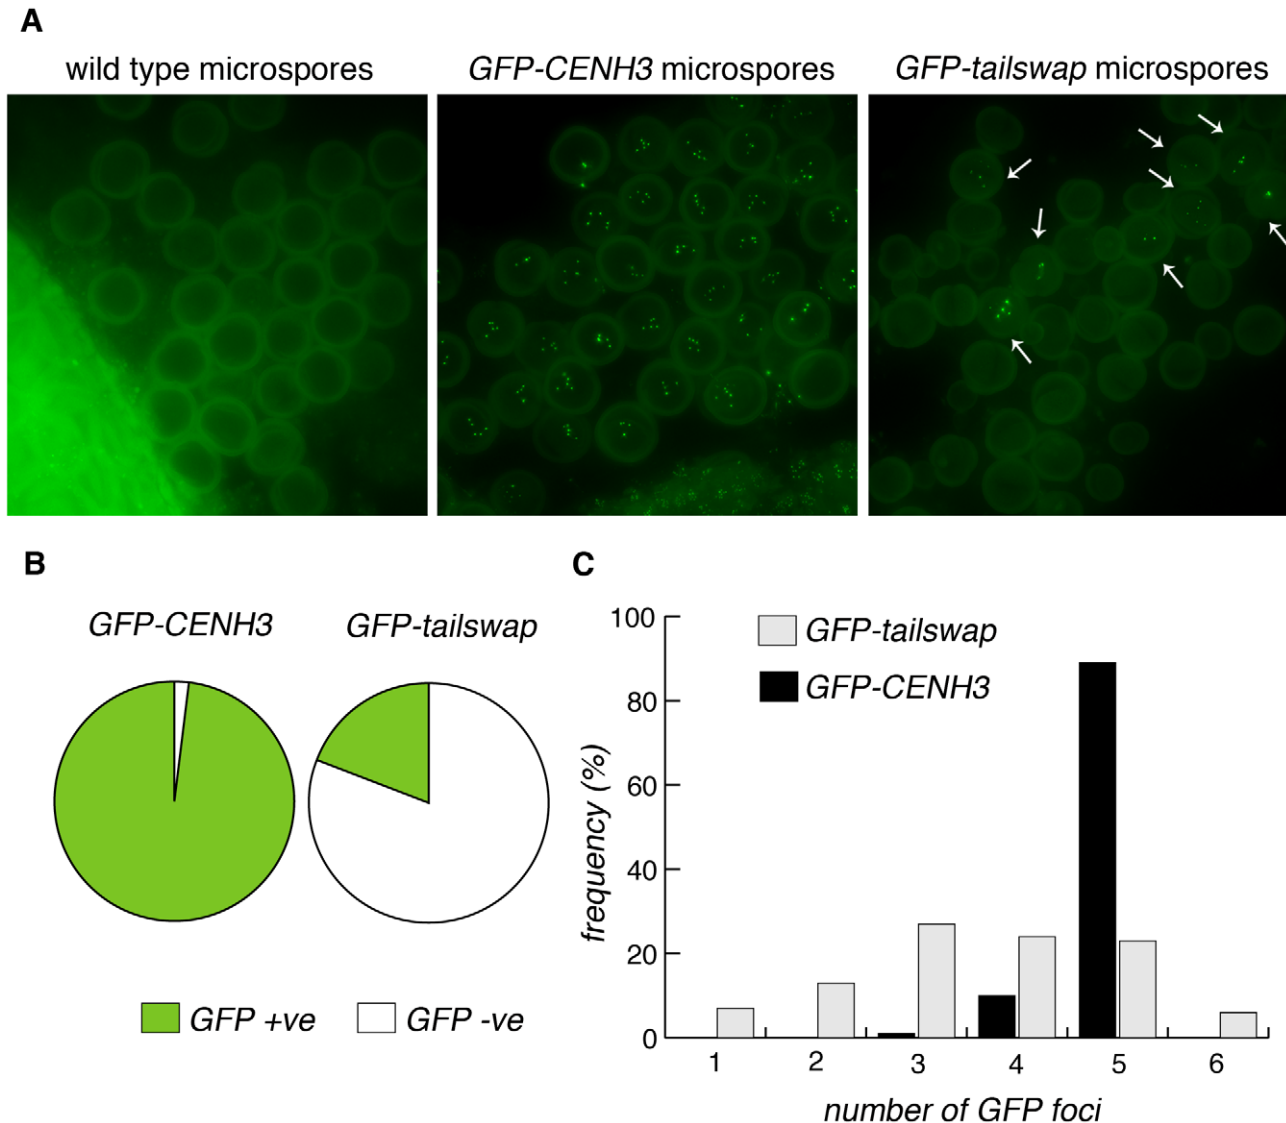 A
wild type microspores
GFP-CENH3 microspores
GFP-tailswap microspores
B
GFP-CENH3
GFP-tailswap
GFP +ve
GFP -ve
C
100
80
60
40
20
0
frequency (%)
GFP-tailswap
GFP-CENH3
1 2 3 4 5 6
number of GFP foci